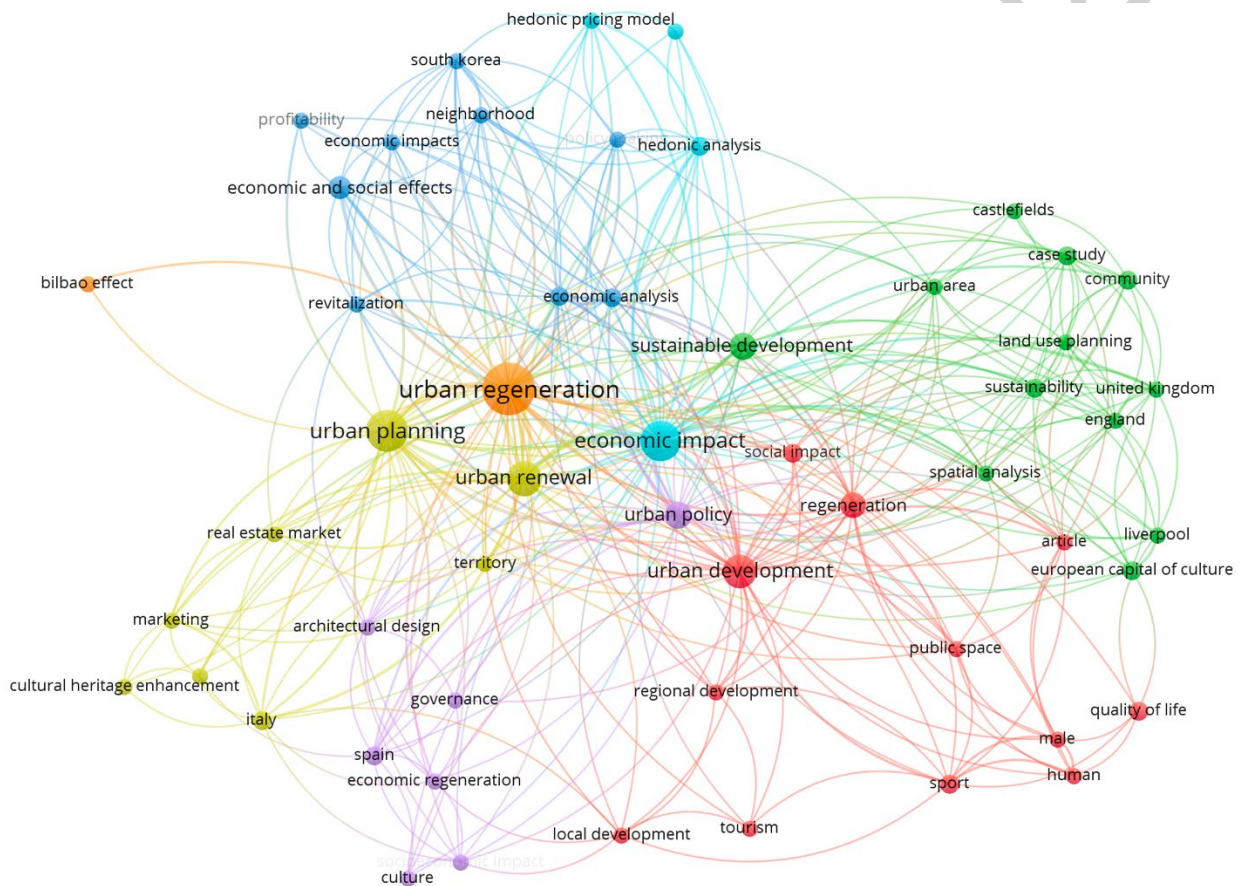 hedonic pricing model
south korea
profitability
neighborhood
economic impacts
policy making
hedonic analysis
economic and social effects
castlefields
case study
community
urban area
bilbao effect
revitalization
economic analysis
sustainable development
land use planning
urban regeneration
sustainability
united kingdom
england
urban planning
economic impact
social impact
urban renewal
spatial analysis
urban policy
regeneration
real estate market
article
liverpool
territory
urban development
european capital of culture
marketing
architectural design
public space
cultural heritage enhancement
governance
regional development
italy
quality of life
male
spain
economic regeneration
sport
human
local development
tourism
socioeconomic impact
culture